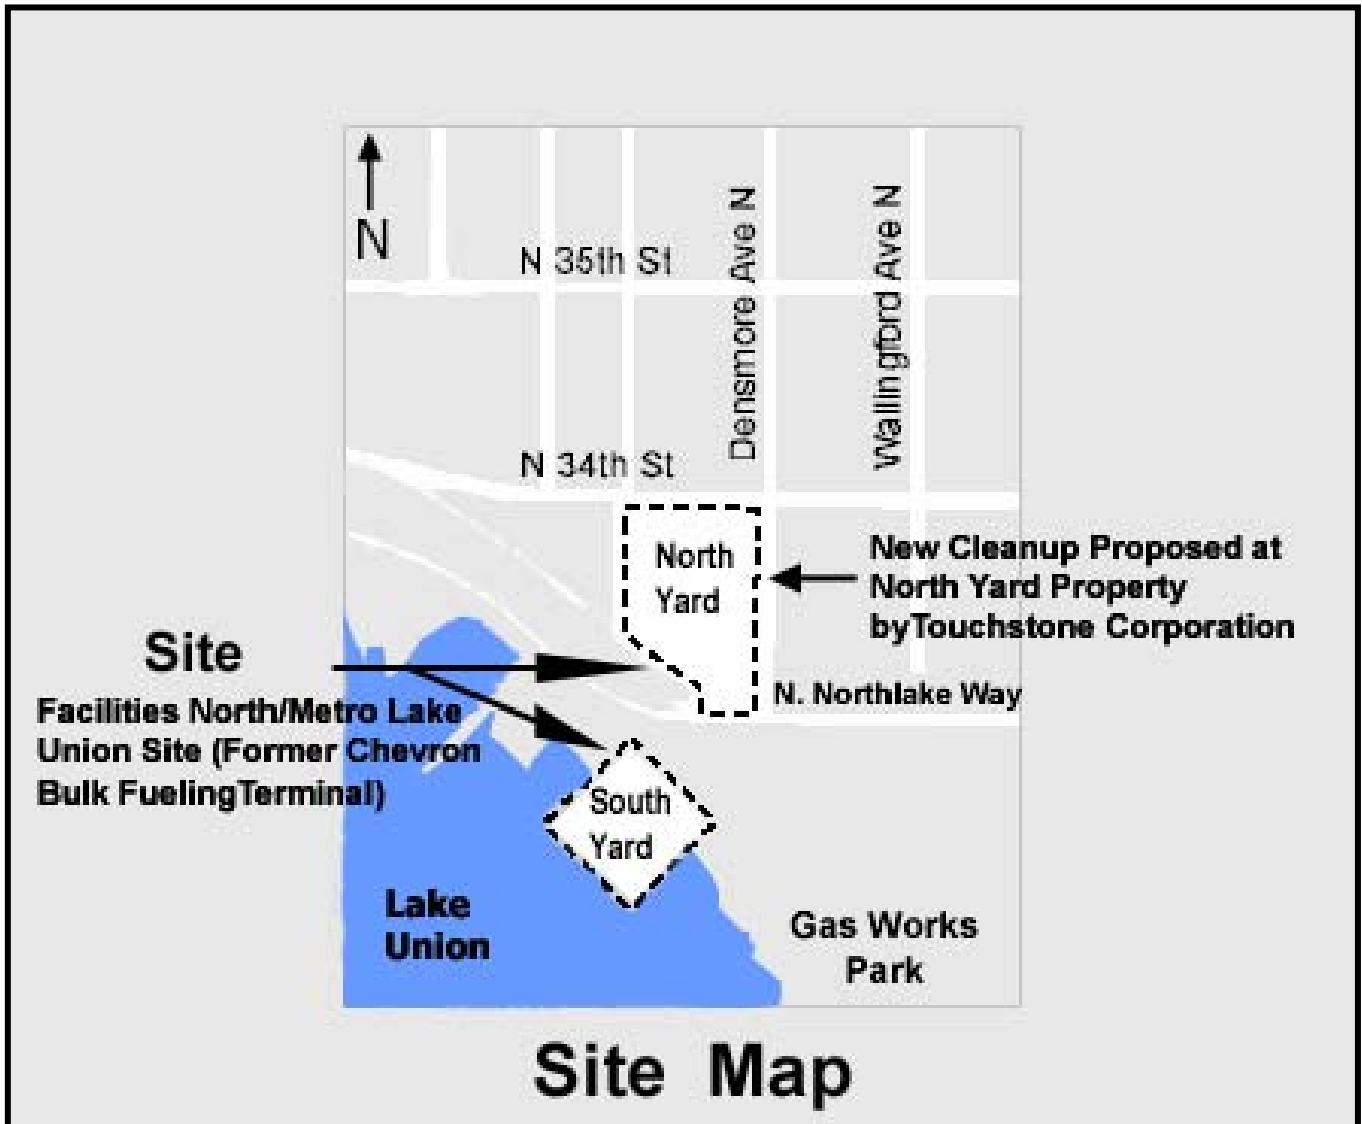 N
N 35th St
Densmore Ave N
Wallingford Ave N
N 34th St
North
Yard
New Cleanup Proposed at
North Yard Property
byTouchstone Corporation
Site
Facilities North/Metro Lake
Union Site (Former Chevron
Bulk FuelingTerminal)
N. Northlake Way
South
Yard
Lake
Union
Gas Works
Park
Site Map